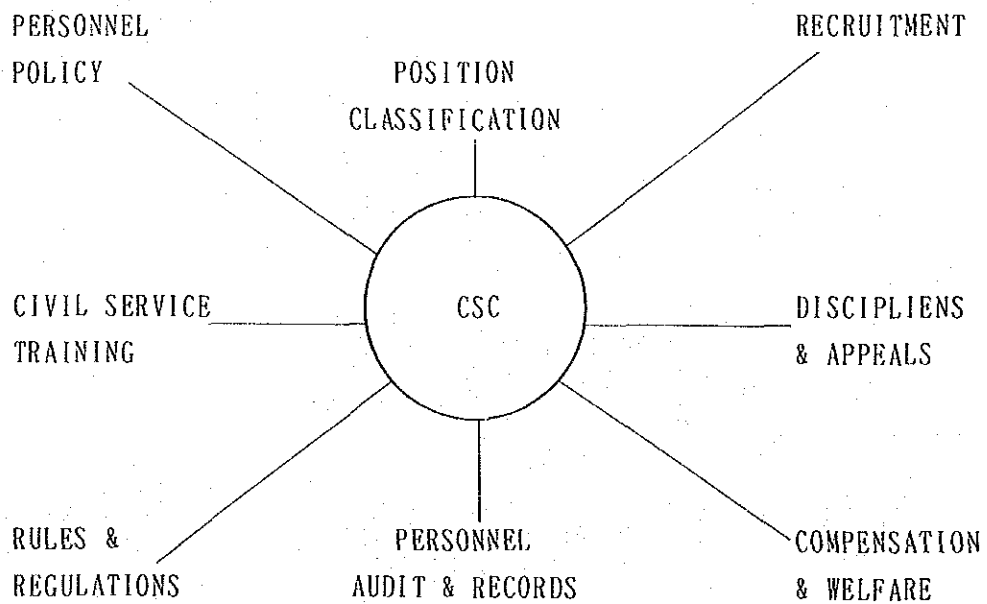 PERSONNEL
POLICY
POSITION
CLASSIFICATION
RECRUITMENT
CIVIL SERVICE
TRAINING
CSC
DISCIPLIENS
& APPEALS
RULES &
REGULATIONS
PERSONNEL
AUDIT & RECORDS
COMPENSATION
& WELFARE